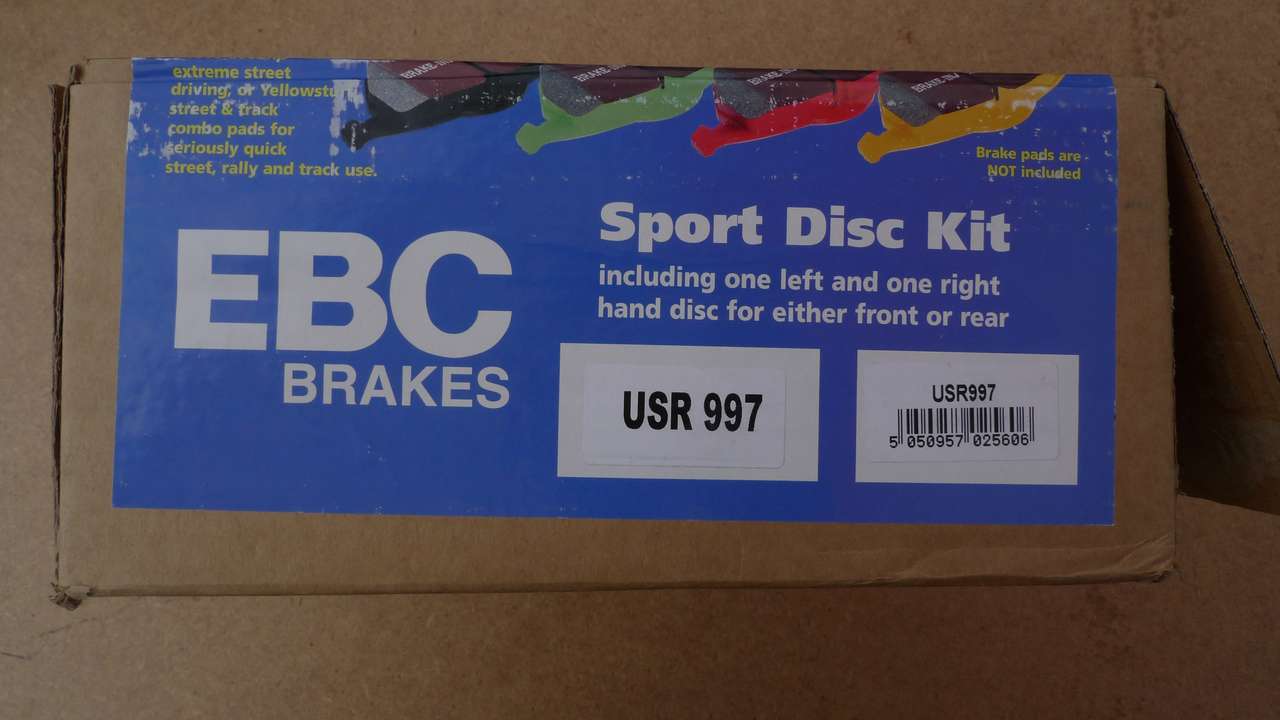 extreme street
driving, or Yellowstuff
street & track
combo pads for
seriously quick
street, rally and track use.
Brake pads are
NOT included
EBC
BRAKES
Sport Disc Kit
including one left and one right
hand disc for either front or rear
USR 997
USR997
5 050957 025606